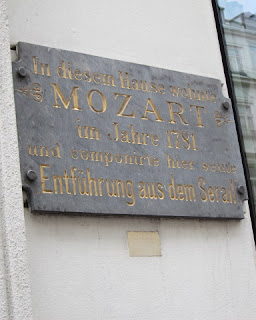 In diesem Hause wohnte
MOZART
im Jahre 1781
und componirte hier seine
Entführung aus dem Serail